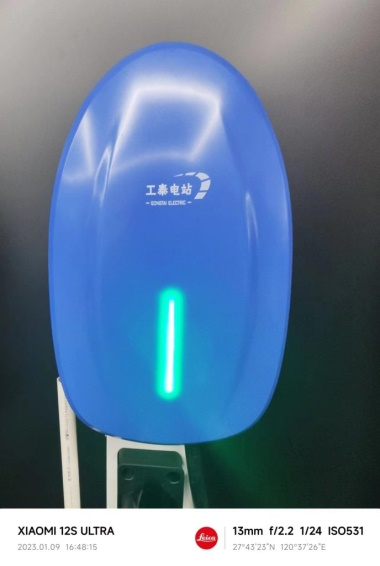 工泰电站
GONGTAI ELECTRIC
XIAOMI 12S ULTRA
2023.01.09 16:48:15
Leica
13mm f/2.2 1/24 ISO531
27°43'23"N 120°37'26"E